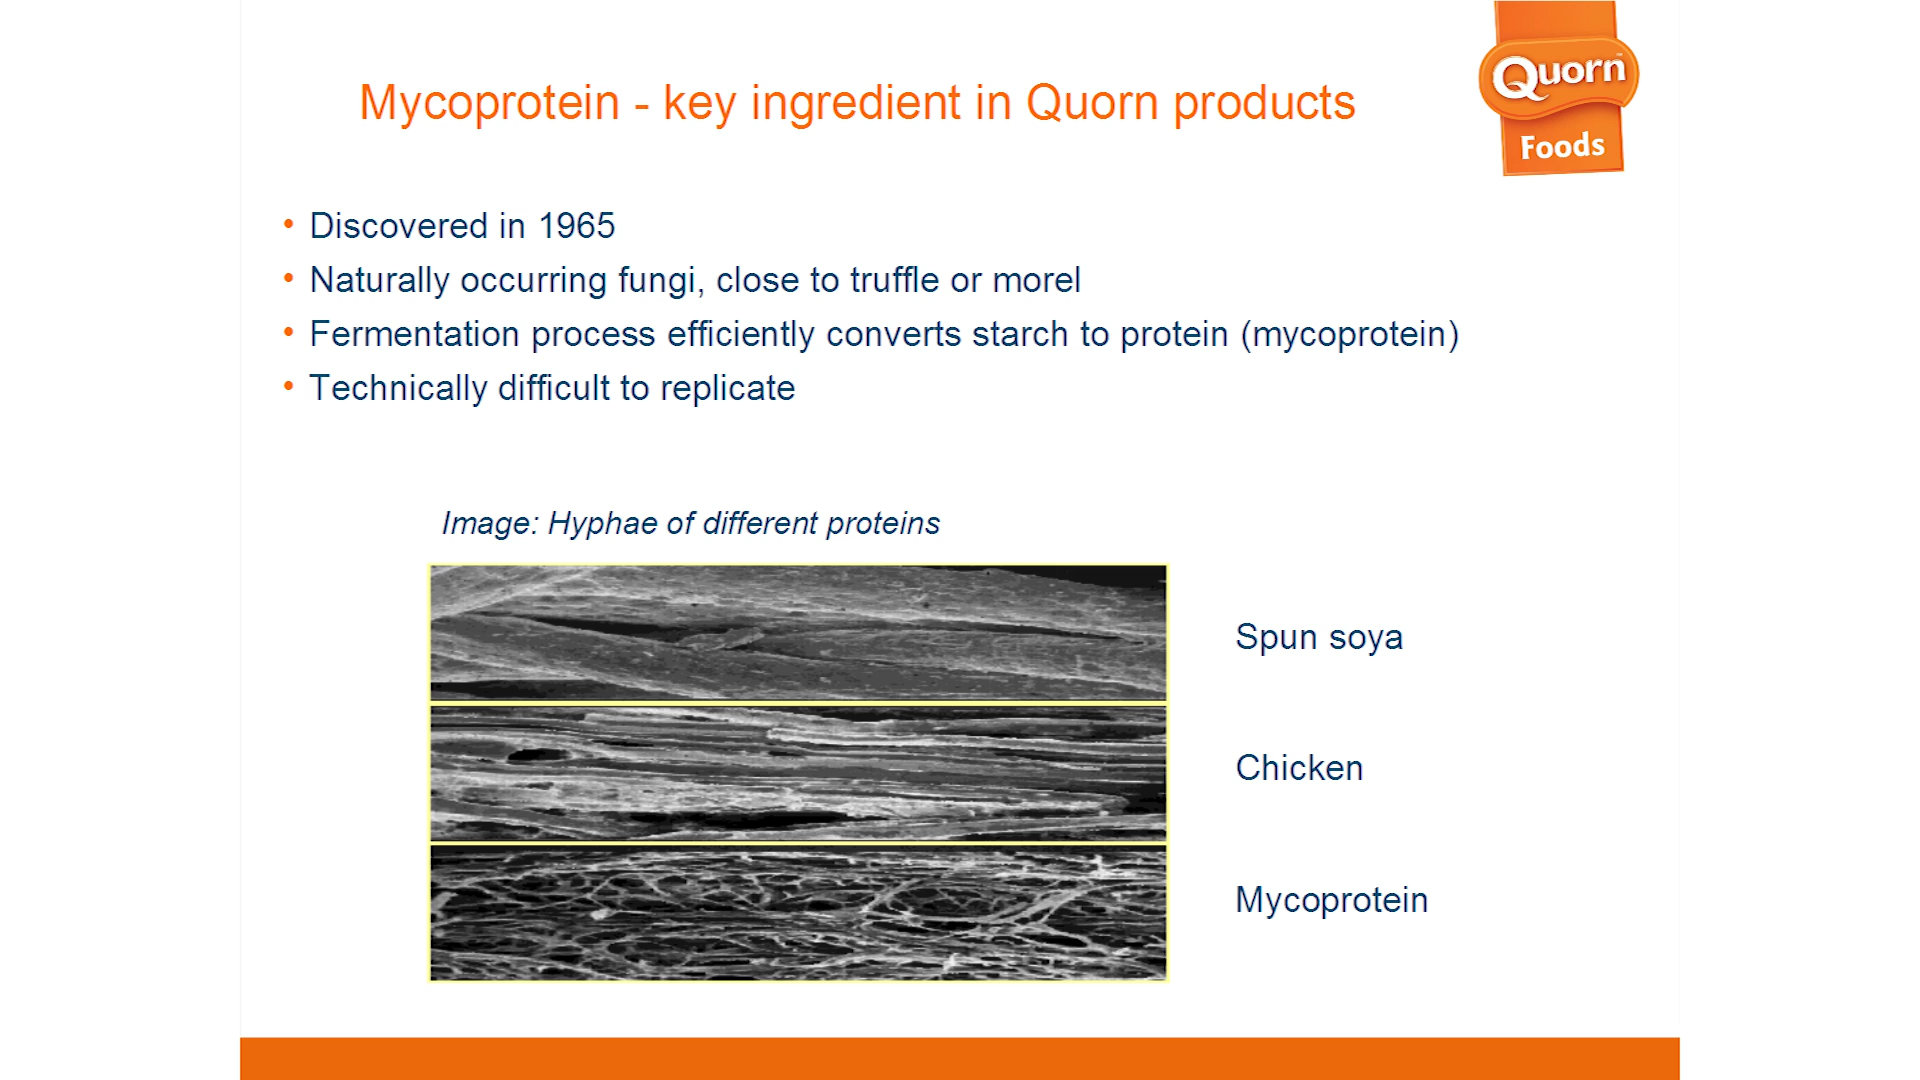 Quorn™
Foods
Mycoprotein - key ingredient in Quorn products
• Discovered in 1965
• Naturally occurring fungi, close to truffle or morel
• Fermentation process efficiently converts starch to protein (mycoprotein)
• Technically difficult to replicate
Image: Hyphae of different proteins
Spun soya
Chicken
Mycoprotein